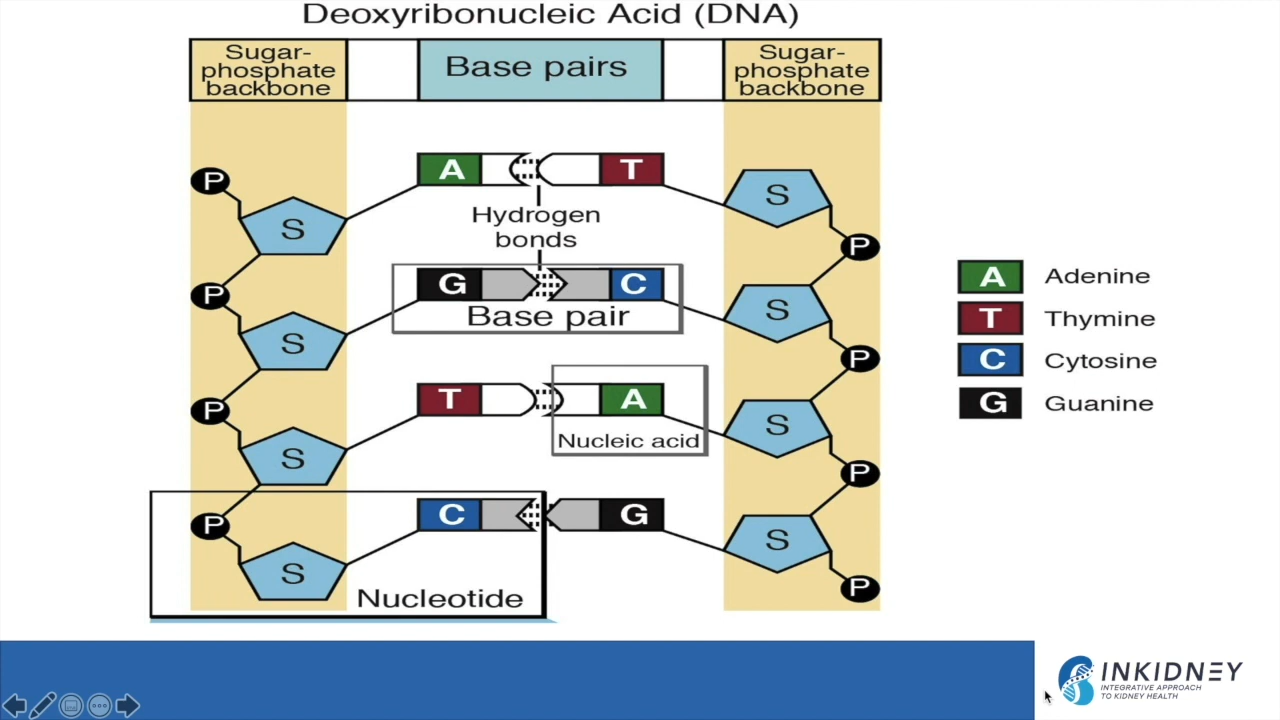 Deoxyribonucleic Acid (DNA)
Sugar-
phosphate
backbone
Base pairs
Sugar-
phosphate
backbone
A T
P
S
S
Hydrogen
bonds
P
G C
P
Base pair
S
S
P
T A
P
Nucleic acid
S
S
P
C G
P
S
S
P
Nucleotide
A Adenine
T Thymine
C Cytosine
G Guanine
INKIDNEY
INTEGRATIVE APPROACH
TO KIDNEY HEALTH